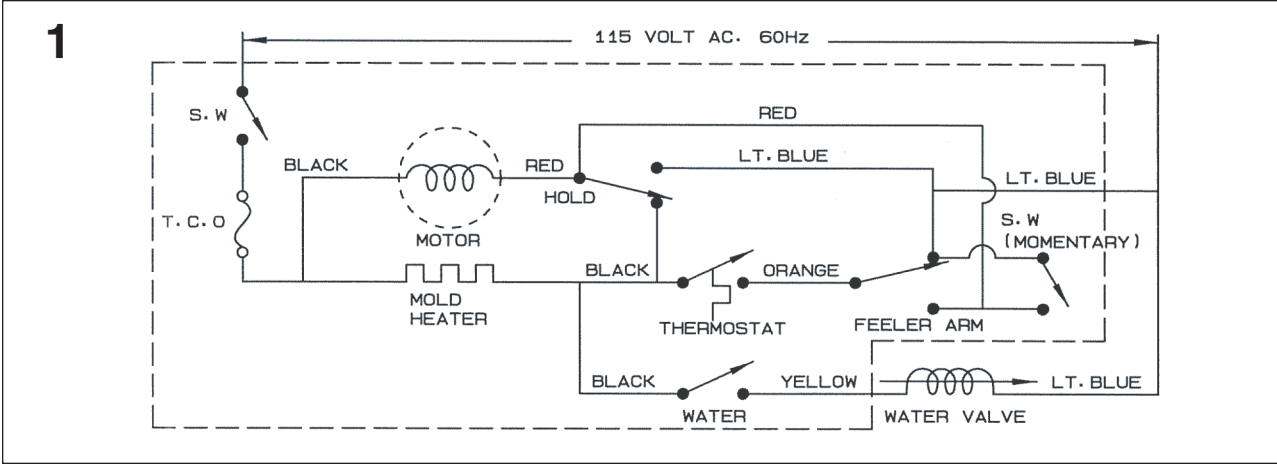 1
115 VOLT AC. 60Hz
S.W
RED
BLACK
RED
LT.BLUE
LT.BLUE
HOLD
T.C.O
MOTOR
S.W
(MOMENTARY)
BLACK
ORANGE
MOLD
HEATER
THERMOSTAT
FEELER ARM
BLACK
YELLOW
LT.BLUE
WATER
WATER VALVE